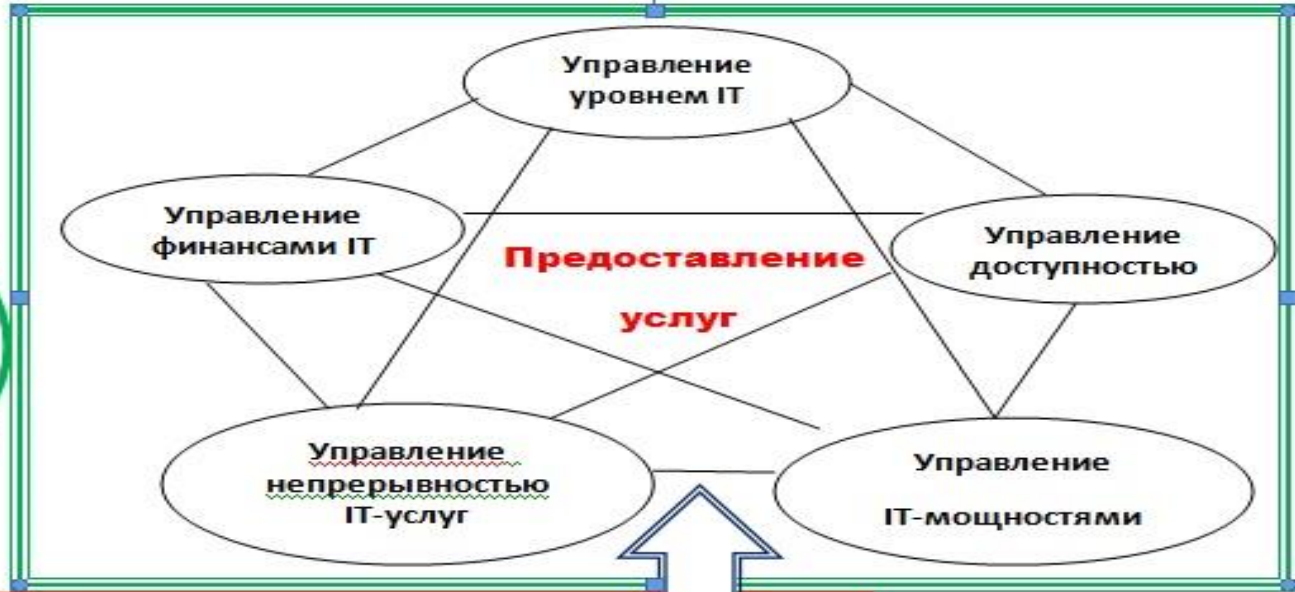 Управление
уровнем IT
Управление
финансами IT
Управление
доступностью
Предоставление
услуг
Управление
непрерывностью
IT-услуг
Управление
IT-мощностями